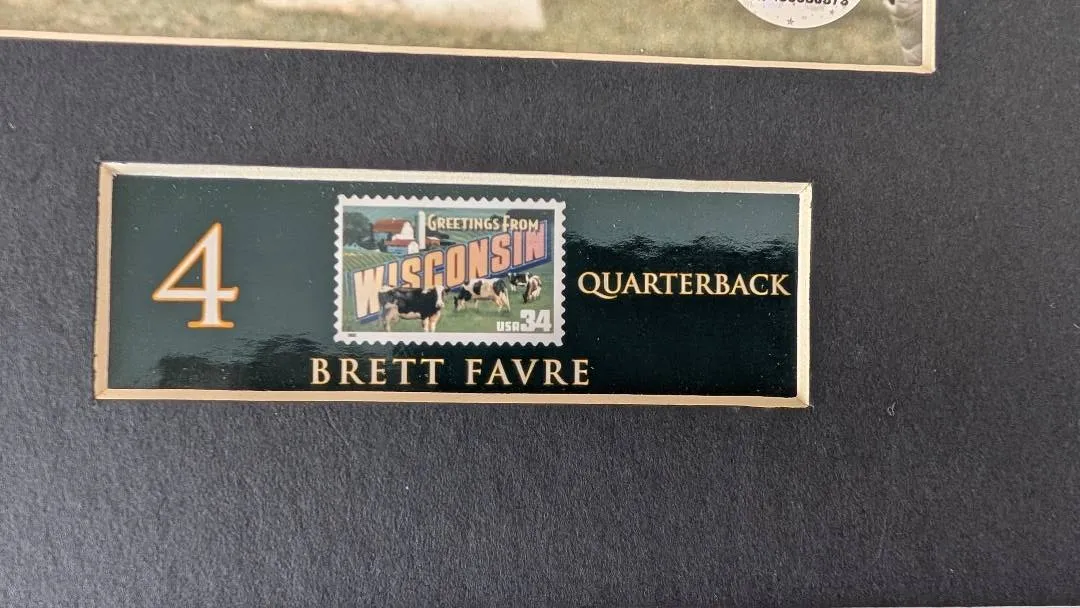 4
GREETINGS FROM
WISCONSIN
USA 34
QUARTERBACK
BRETT FAVRE